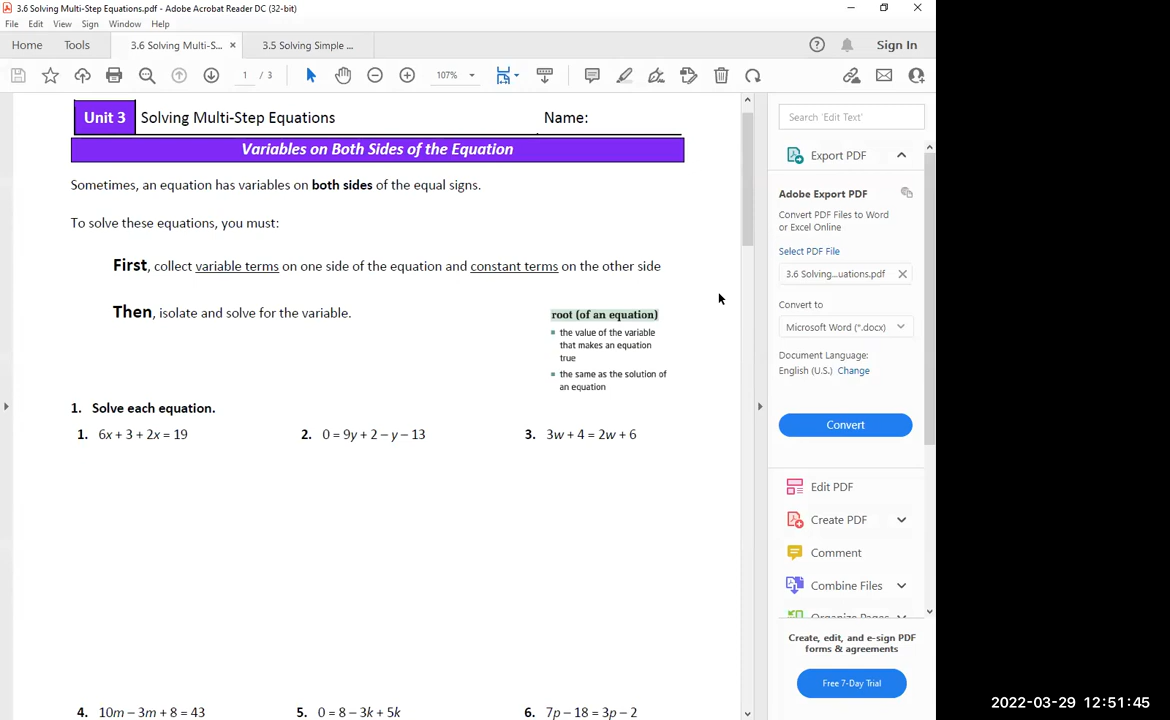 3.6 Solving Multi-Step Equations.pdf - Adobe Acrobat Reader DC (32-bit)
File Edit View Sign Window Help
Home Tools 3.6 Solving Multi-S... × 3.5 Solving Simple ... Sign In
1 / 3 107%
Unit 3 Solving Multi-Step Equations Name:
Variables on Both Sides of the Equation
Sometimes, an equation has variables on both sides of the equal signs.
To solve these equations, you must:
First, collect variable terms on one side of the equation and constant terms on the other side
Then, isolate and solve for the variable.
root (of an equation)
▪ the value of the variable
that makes an equation
true
▪ the same as the solution of
an equation
1. Solve each equation.
1. 6x + 3 + 2x = 19 2. 0 = 9y + 2 – y – 13 3. 3w + 4 = 2w + 6
4. 10m – 3m + 8 = 43 5. 0 = 8 – 3k + 5k 6. 7p – 18 = 3p – 2
Search 'Edit Text'
Export PDF
Adobe Export PDF
Convert PDF Files to Word
or Excel Online
Select PDF File
3.6 Solving...uations.pdf
Convert to
Microsoft Word (*.docx)
Document Language:
English (U.S.) Change
Convert
Edit PDF
Create PDF
Comment
Combine Files
Organize Pages
Create, edit, and e-sign PDF
forms & agreements
Free 7-Day Trial
2022-03-29 12:51:45